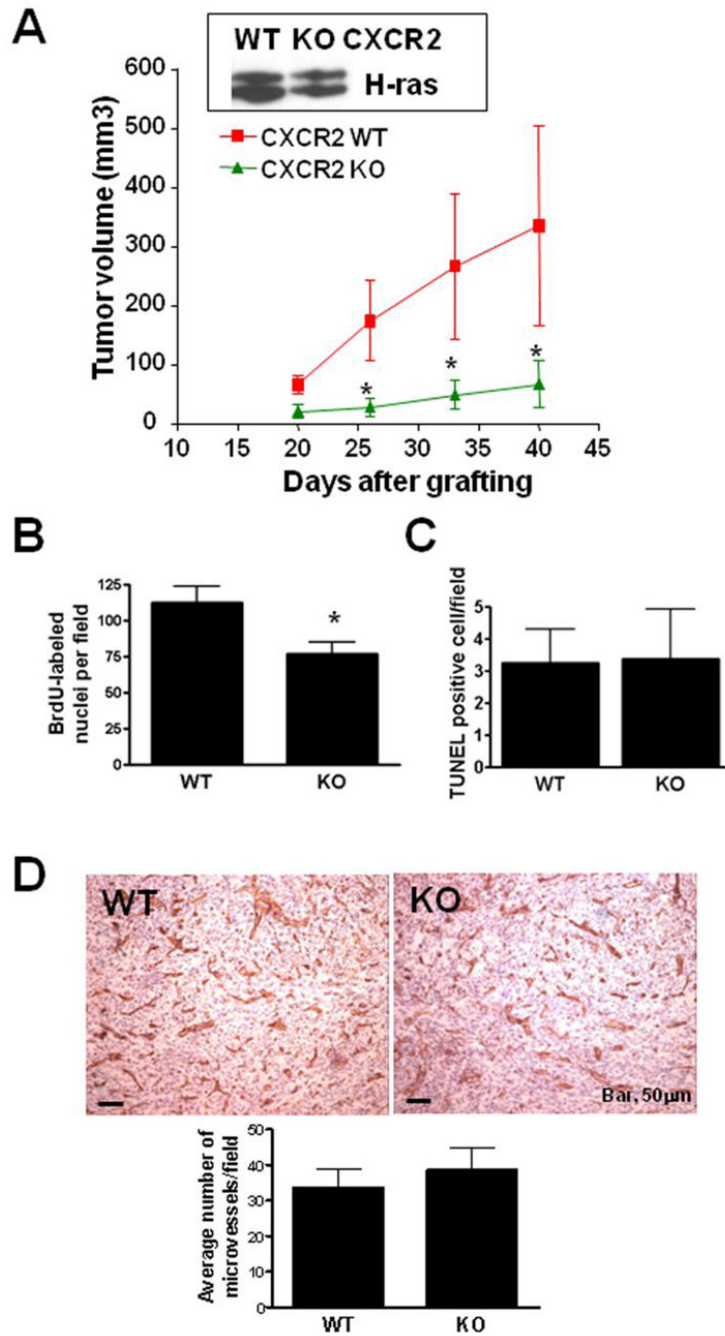 A
WT KO CXCR2
H-ras
CXCR2 WT
CXCR2 KO
Tumor volume (mm3)
600
500
400
300
200
100
0
*
*
*
10 15 20 25 30 35 40 45
Days after grafting
B
BrdU-labeled
nuclei per field
125
100
75
50
25
0
*
WT KO
C
TUNEL positive cell/field
5
4
3
2
1
0
WT KO
D
WT
KO
Bar, 50µm
Average number of
microvessels/field
50
40
30
20
10
0
WT KO